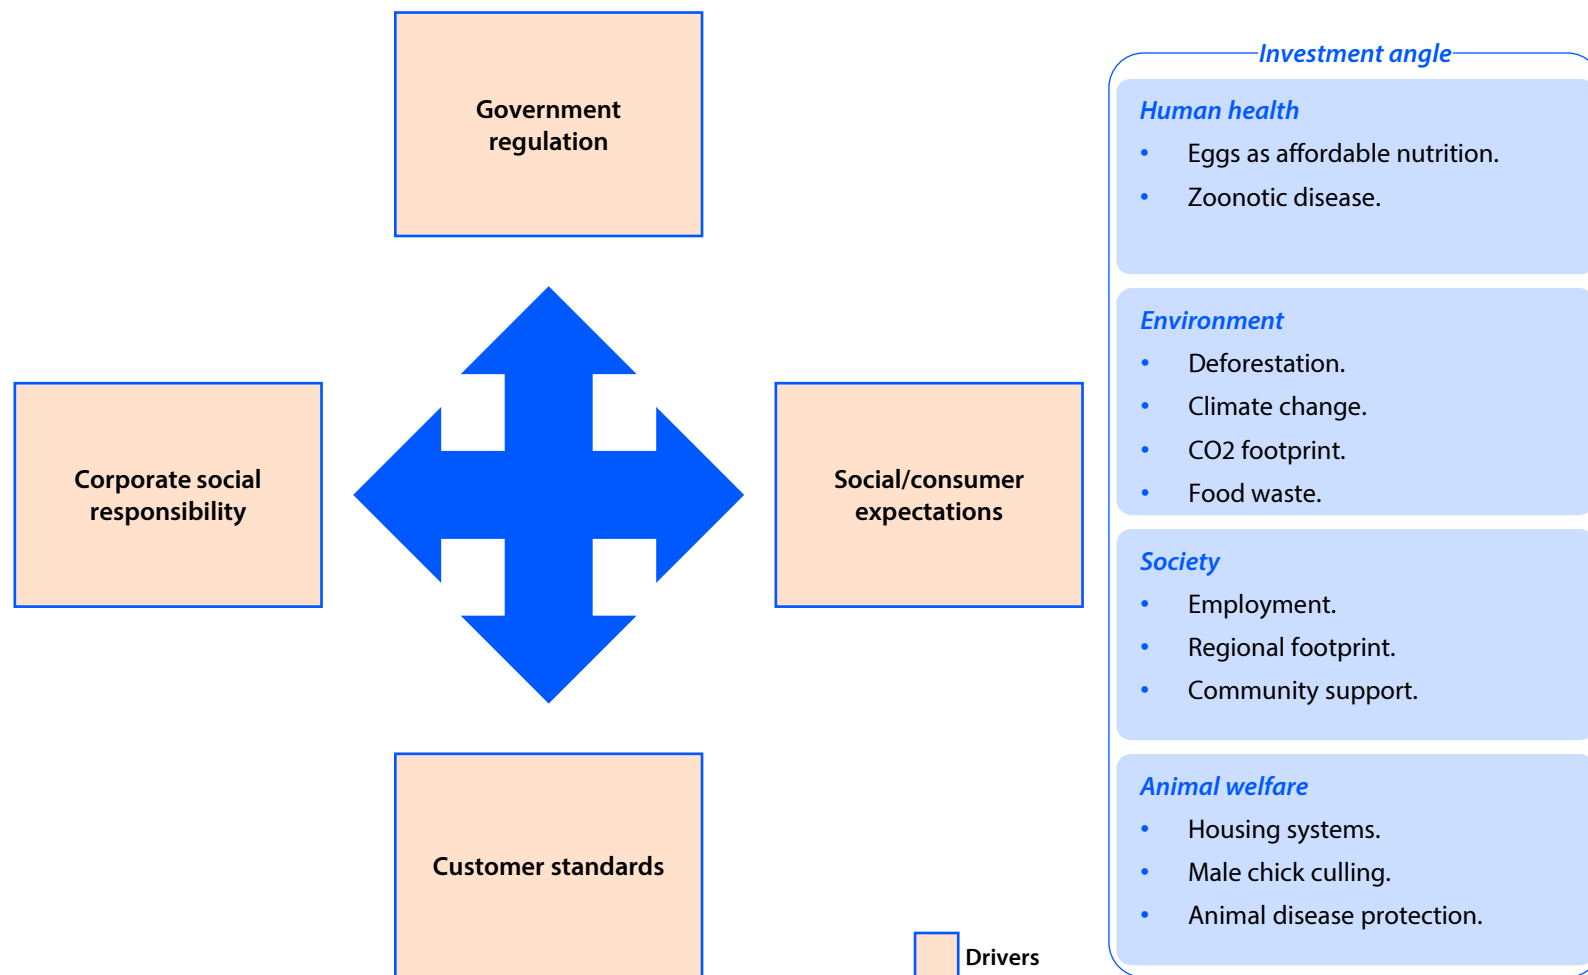 Government
regulation
Corporate social
responsibility
Social/consumer
expectations
Customer standards
Drivers
Investment angle
Human health
• Eggs as affordable nutrition.
• Zoonotic disease.
Environment
• Deforestation.
• Climate change.
• CO2 footprint.
• Food waste.
Society
• Employment.
• Regional footprint.
• Community support.
Animal welfare
• Housing systems.
• Male chick culling.
• Animal disease protection.